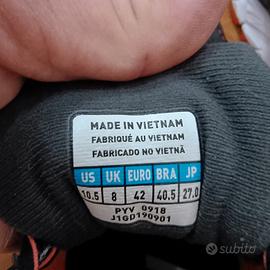 MADE IN VIETNAM
FABRIQUÉ AU VIETNAM
FABRICADO NO VIETNÃ
US UK EURO BRA JP
10.5 8 42 40.5 27.0
PYV 0918
J1GD190901
subito